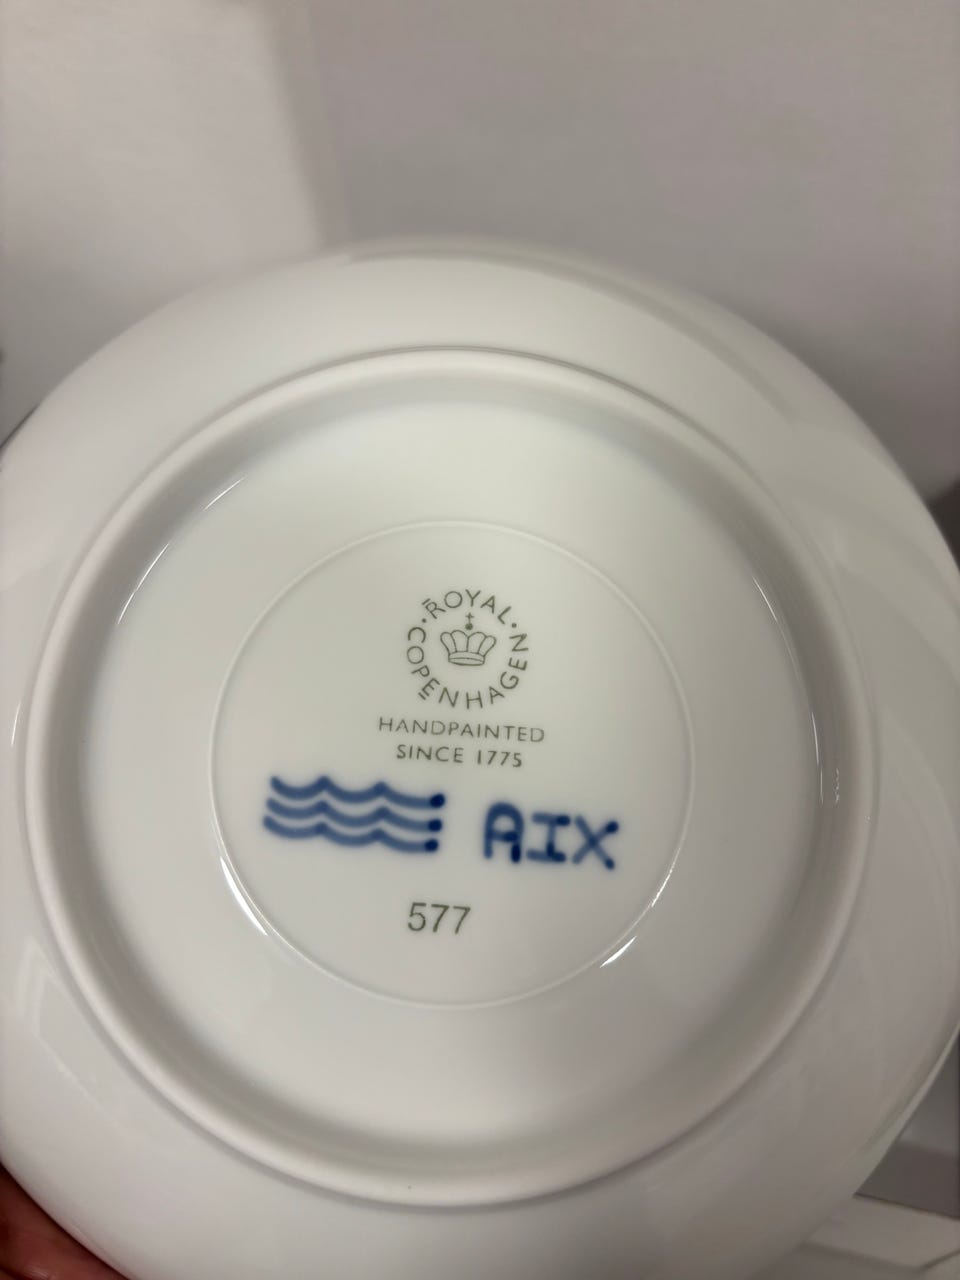 ROYAL · COPENHAGEN ·
HANDPAINTED
SINCE 1775
AIX
577